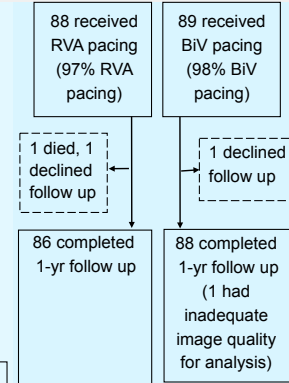 88 received
RVA pacing
(97% RVA
pacing)
89 received
BiV pacing
(98% BiV
pacing)
1 died, 1
declined
follow up
1 declined
follow up
86 completed
1-yr follow up
88 completed
1-yr follow up
(1 had
inadequate
image quality
for analysis)